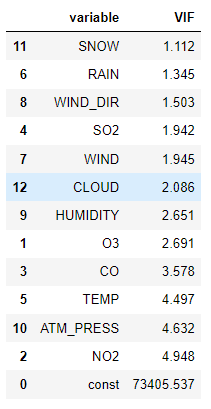 variable VIF
11 SNOW 1.112
6 RAIN 1.345
8 WIND_DIR 1.503
4 SO2 1.942
7 WIND 1.945
12 CLOUD 2.086
9 HUMIDITY 2.651
1 O3 2.691
3 CO 3.578
5 TEMP 4.497
10 ATM_PRESS 4.632
2 NO2 4.948
0 const 73405.537